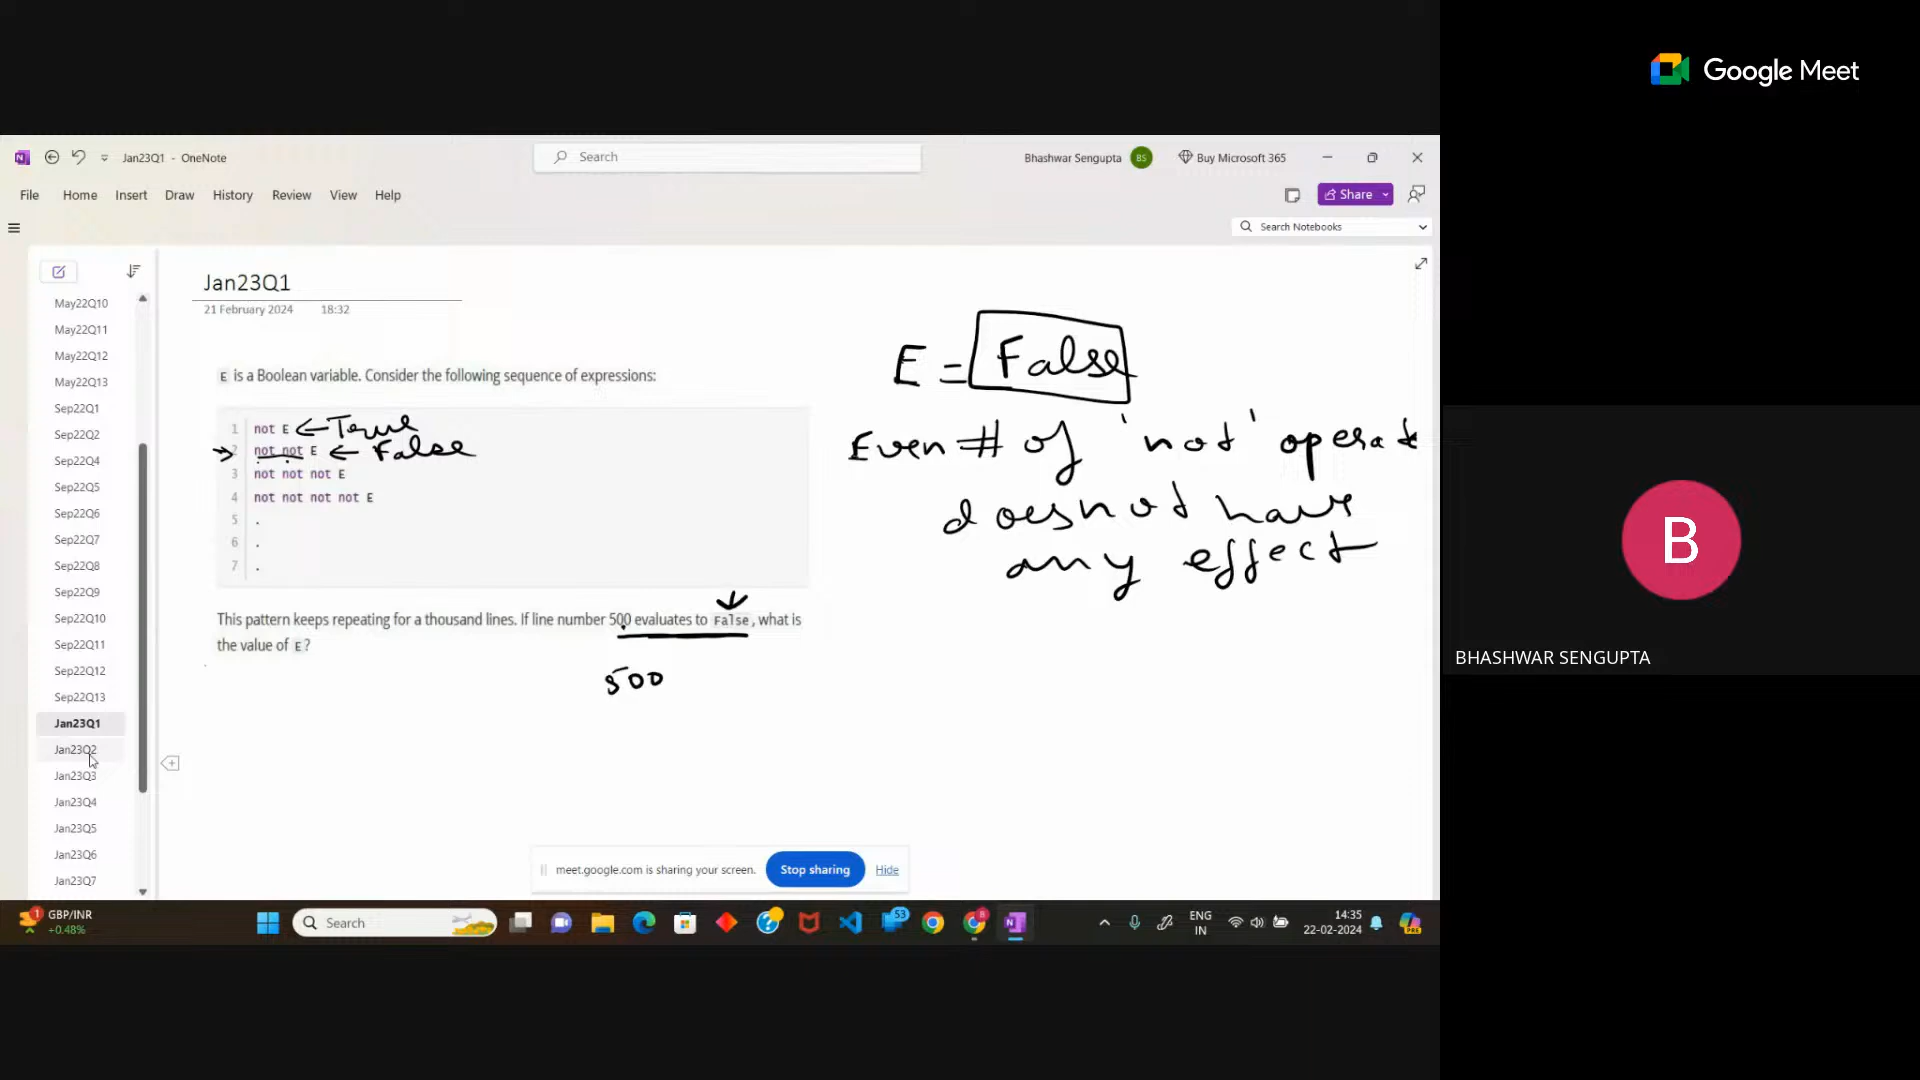 Google Meet
Jan23Q1 - OneNote
Search
Bhashwar Sengupta
BS
Buy Microsoft 365
File
Home
Insert
Draw
History
Review
View
Help
Share
Search Notebooks
May22Q10
May22Q11
May22Q12
May22Q13
Sep22Q1
Sep22Q2
Sep22Q4
Sep22Q5
Sep22Q6
Sep22Q7
Sep22Q8
Sep22Q9
Sep22Q10
Sep22Q11
Sep22Q12
Sep22Q13
Jan23Q1
Jan23Q2
Jan23Q3
Jan23Q4
Jan23Q5
Jan23Q6
Jan23Q7
Jan23Q1
21 February 2024 18:32
E is a Boolean variable. Consider the following sequence of expressions:
1 not E ← True
2 not not E ← False
3 not not not E
4 not not not not E
5 .
6 .
7 .
This pattern keeps repeating for a thousand lines. If line number 500 evaluates to False, what is
the value of E?
500
E = False
Even # of 'not' operat
does not have
any effect
B
BHASHWAR SENGUPTA
meet.google.com is sharing your screen.
Stop sharing
Hide
1
GBP/INR
+0.48%
Search
53
ENG
IN
14:35
22-02-2024
PRE